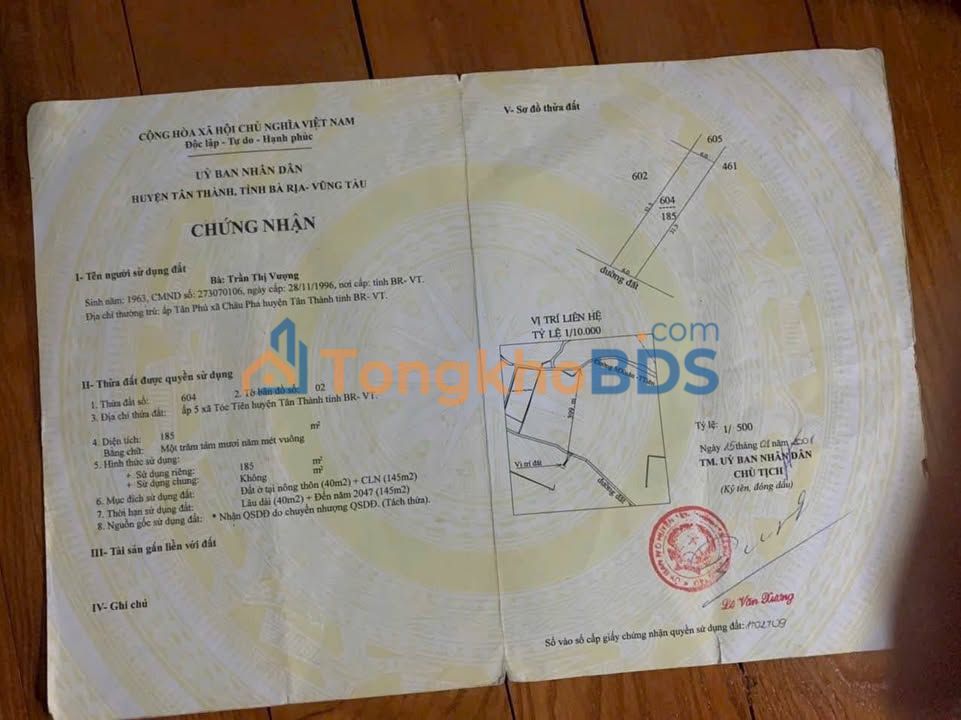 CỘNG HÒA XÃ HỘI CHỦ NGHĨA VIỆT NAM
Độc lập - Tự do - Hạnh phúc
UỶ BAN NHÂN DÂN
HUYỆN TÂN THÀNH, TỈNH BÀ RỊA- VŨNG TÀU
CHỨNG NHẬN
I- Tên người sử dụng đất
Bà: Trần Thị Vượng
Sinh năm: 1963, CMND số: 273070106, ngày cấp: 28/11/1996, nơi cấp: tỉnh BR- VT.
Địa chỉ thường trú: ấp Tân Phú xã Châu Pha huyện Tân Thành tỉnh BR- VT.
II- Thửa đất được quyền sử dụng
1. Thửa đất số: 604 2. Tờ bản đồ số: 02
3. Địa chỉ thửa đất: ấp 5 xã Tóc Tiên huyện Tân Thành tỉnh BR- VT.
4. Diện tích: 185 m²
Bằng chữ: Một trăm tám mươi năm mét vuông
5. Hình thức sử dụng:
+ Sử dụng riêng: 185 m²
+ Sử dụng chung: Không m²
6. Mục đích sử dụng đất: Đất ở tại nông thôn (40m2) + CLN (145m2)
7. Thời hạn sử dụng đất: Lâu dài (40m2) + Đến năm 2047 (145m2)
8. Nguồn gốc sử dụng đất: * Nhận QSDĐ do chuyển nhượng QSDĐ. (Tách thửa).
III- Tài sản gắn liền với đất
IV- Ghi chú
V- Sơ đồ thửa đất
605
461
602
604
185
6.0
đường đất
VỊ TRÍ LIÊN HỆ
TỶ LỆ 1/10.000
399 m
Vị trí đất
đường đất
Tỷ lệ: 1/ 500
TM. UỶ BAN NHÂN DÂN
CHỦ TỊCH
(Ký tên, đóng dấu)
Số vào sổ cấp giấy chứng nhận quyền sử dụng đất:
TongkhoBDS
.com